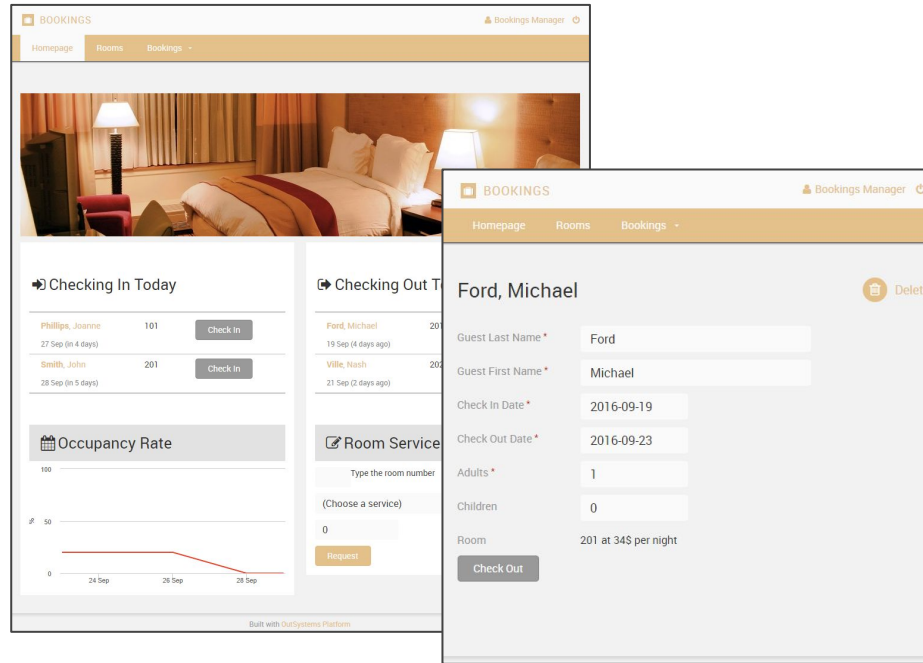 BOOKINGS
Bookings Manager
Homepage Rooms Bookings
Checking In Today
Phillips, Joanne 101 Check In
27 Sep (in 4 days)
Smith, John 201 Check In
28 Sep (in 5 days)
Checking Out
Ford, Michael
19 Sep (4 days ago)
Ville, Nash
21 Sep (2 days ago)
Occupancy Rate
100
%
50
0
24 Sep 26 Sep 28 Sep
Room Service
Type the room number
(Choose a service)
0
Request
Built with OutSystems Platform
BOOKINGS
Bookings Manager
Homepage Rooms Bookings
Ford, Michael
Guest Last Name * Ford
Guest First Name * Michael
Check In Date * 2016-09-19
Check Out Date * 2016-09-23
Adults * 1
Children 0
Room 201 at 34$ per night
Check Out